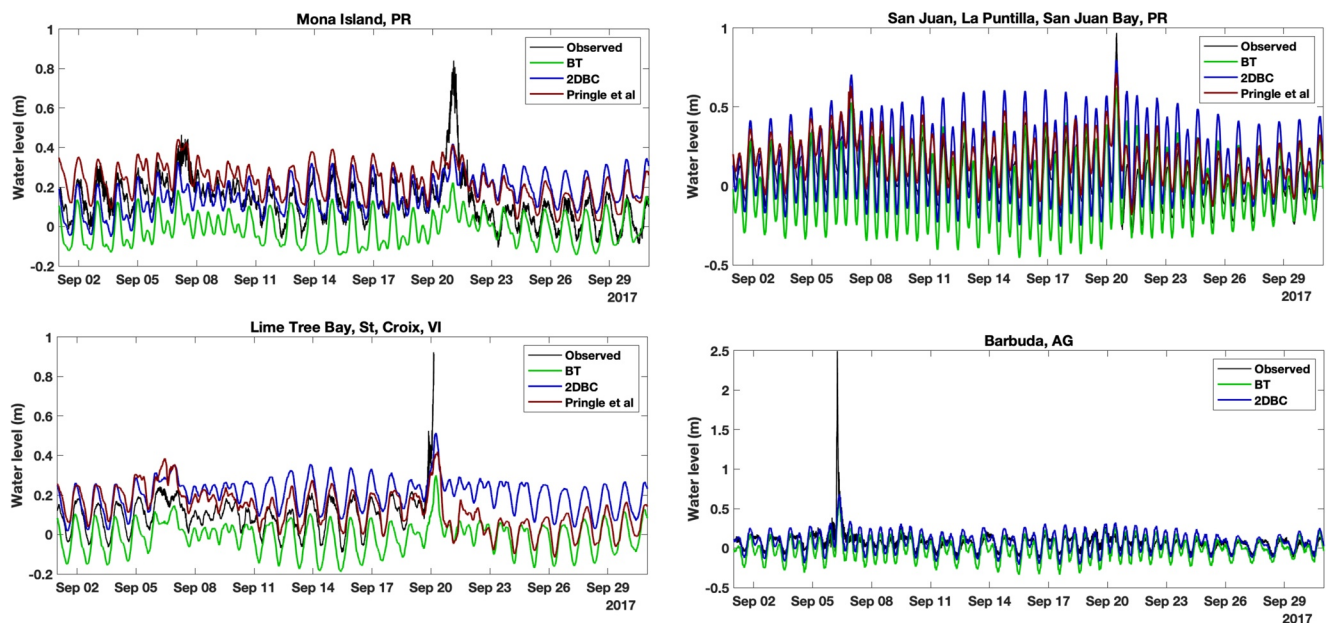 Mona Island, PR
Water level (m)
1
0.8
0.6
0.4
0.2
0
-0.2
Observed
BT
2DBC
Pringle et al
Sep 02 Sep 05 Sep 08 Sep 11 Sep 14 Sep 17 Sep 20 Sep 23 Sep 26 Sep 29
2017
San Juan, La Puntilla, San Juan Bay, PR
Water level (m)
1
0.5
0
-0.5
Observed
BT
2DBC
Pringle et al
Sep 02 Sep 05 Sep 08 Sep 11 Sep 14 Sep 17 Sep 20 Sep 23 Sep 26 Sep 29
2017
Lime Tree Bay, St, Croix, VI
Water level (m)
1
0.8
0.6
0.4
0.2
0
-0.2
Observed
BT
2DBC
Pringle et al
Sep 02 Sep 05 Sep 08 Sep 11 Sep 14 Sep 17 Sep 20 Sep 23 Sep 26 Sep 29
2017
Barbuda, AG
Water level (m)
2.5
2
1.5
1
0.5
0
-0.5
Observed
BT
2DBC
Sep 02 Sep 05 Sep 08 Sep 11 Sep 14 Sep 17 Sep 20 Sep 23 Sep 26 Sep 29
2017